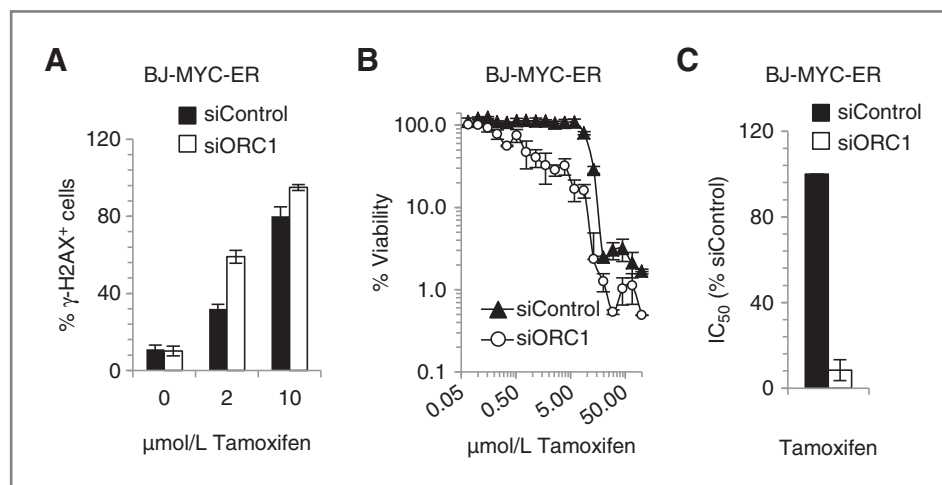 A
BJ-MYC-ER
siControl
siORC1
120
80
40
0
% γ-H2AX⁺ cells
0 2 10
µmol/L Tamoxifen
B
BJ-MYC-ER
100.0
10.0
1.0
0.1
% Viability
siControl
siORC1
0.05 0.50 5.00 50.00
µmol/L Tamoxifen
C
BJ-MYC-ER
siControl
siORC1
120
80
40
0
IC₅₀ (% siControl)
Tamoxifen